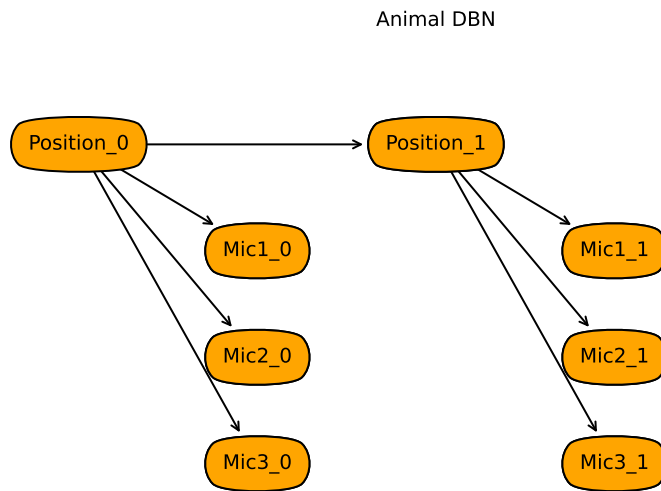 Animal DBN
Position_0
Position_1
Mic1_0
Mic1_1
Mic2_0
Mic2_1
Mic3_0
Mic3_1